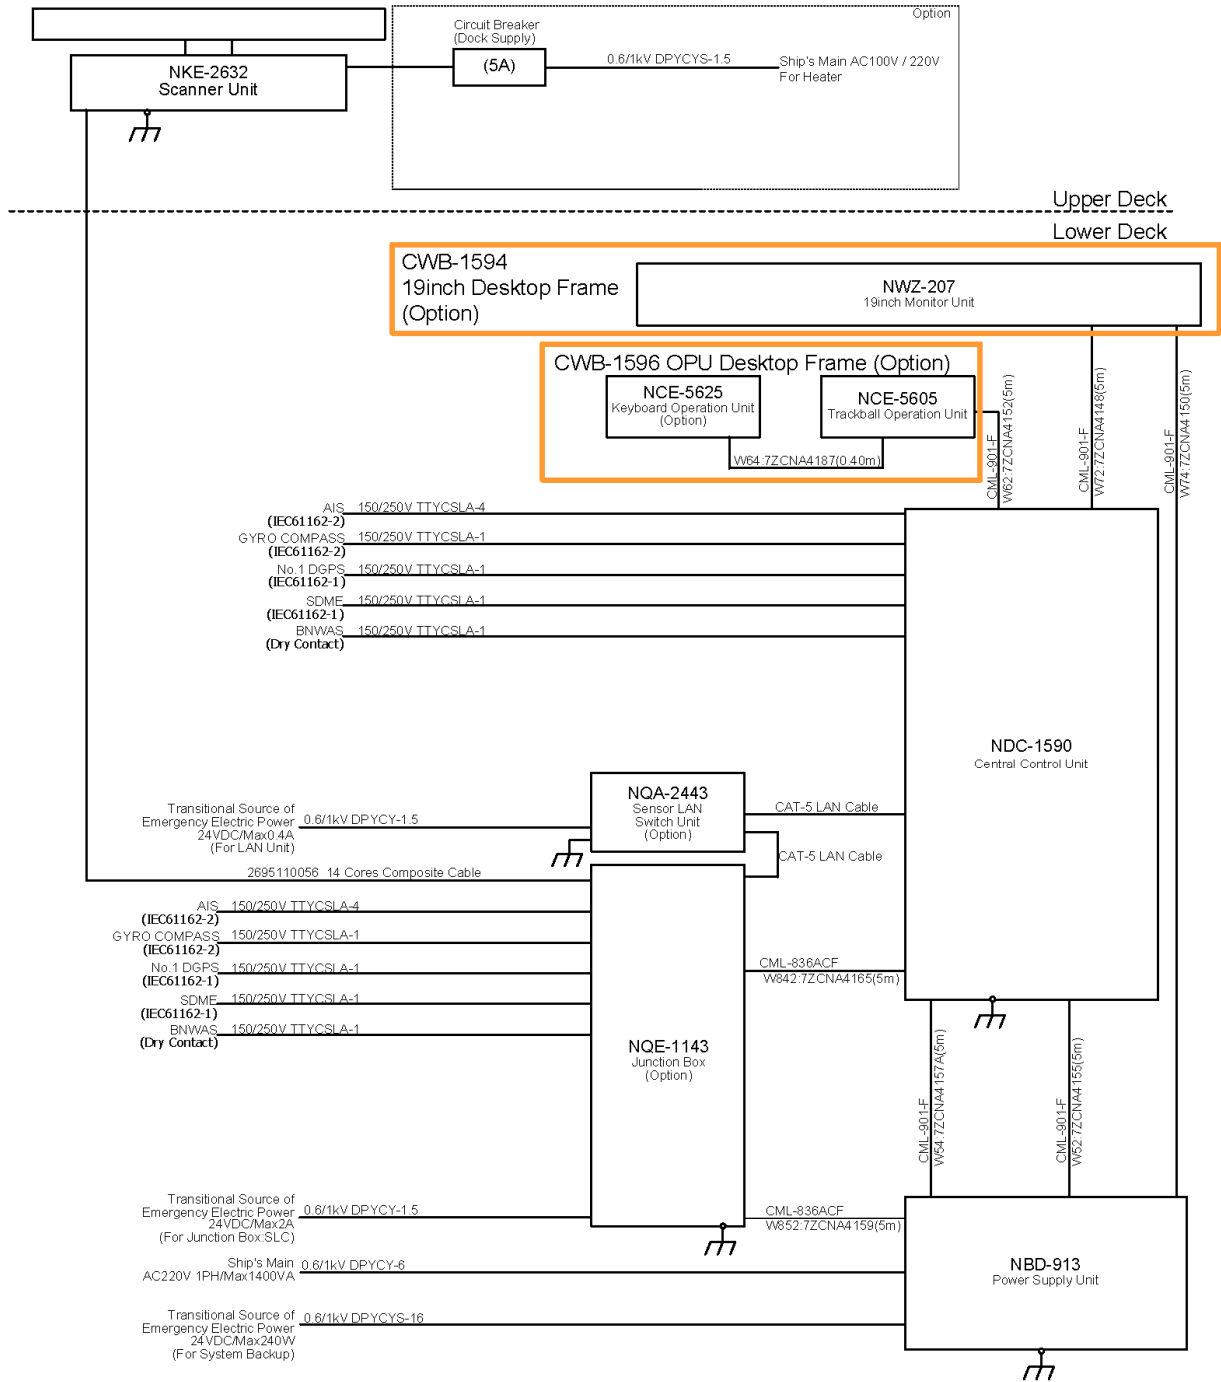 Option
Circuit Breaker
(Dock Supply)
(5A)
0.6/1kV DPYCYS-1.5
Ship's Main AC100V / 220V
For Heater
NKE-2632
Scanner Unit
Upper Deck
Lower Deck
CWB-1594
19inch Desktop Frame
(Option)
NWZ-207
19inch Monitor Unit
CWB-1596 OPU Desktop Frame (Option)
NCE-5625
Keyboard Operation Unit
(Option)
NCE-5605
Trackball Operation Unit
W64:7ZCNA4187(0.40m)
CML-901-F
W62:7ZCNA4152(5m)
CML-901-F
W72:7ZCNA4148(5m)
CML-901-F
W74:7ZCNA4150(5m)
AIS 150/250V TTYCSLA-4
(IEC61162-2)
GYRO COMPASS 150/250V TTYCSLA-1
(IEC61162-2)
No.1 DGPS 150/250V TTYCSLA-1
(IEC61162-1)
SDME 150/250V TTYCSLA-1
(IEC61162-1)
BNWAS 150/250V TTYCSLA-1
(Dry Contact)
NDC-1590
Central Control Unit
NQA-2443
Sensor LAN
Switch Unit
(Option)
CAT-5 LAN Cable
CAT-5 LAN Cable
Transitional Source of
Emergency Electric Power
24VDC/Max0.4A
(For LAN Unit)
0.6/1kV DPYCY-1.5
2695110056 14 Cores Composite Cable
AIS 150/250V TTYCSLA-4
(IEC61162-2)
GYRO COMPASS 150/250V TTYCSLA-1
(IEC61162-2)
No.1 DGPS 150/250V TTYCSLA-1
(IEC61162-1)
SDME 150/250V TTYCSLA-1
(IEC61162-1)
BNWAS 150/250V TTYCSLA-1
(Dry Contact)
CML-836ACF
W842:7ZCNA4165(5m)
NQE-1143
Junction Box
(Option)
CML-901-F
W54:7ZCNA4157A(5m)
CML-901-F
W52:7ZCNA4155(5m)
Transitional Source of
Emergency Electric Power
24VDC/Max2A
(For Junction Box:SLC)
0.6/1kV DPYCY-1.5
CML-836ACF
W852:7ZCNA4159(5m)
Ship's Main
AC220V 1PH/Max1400VA
0.6/1kV DPYCY-6
NBD-913
Power Supply Unit
Transitional Source of
Emergency Electric Power
24VDC/Max240W
(For System Backup)
0.6/1kV DPYCYS-16